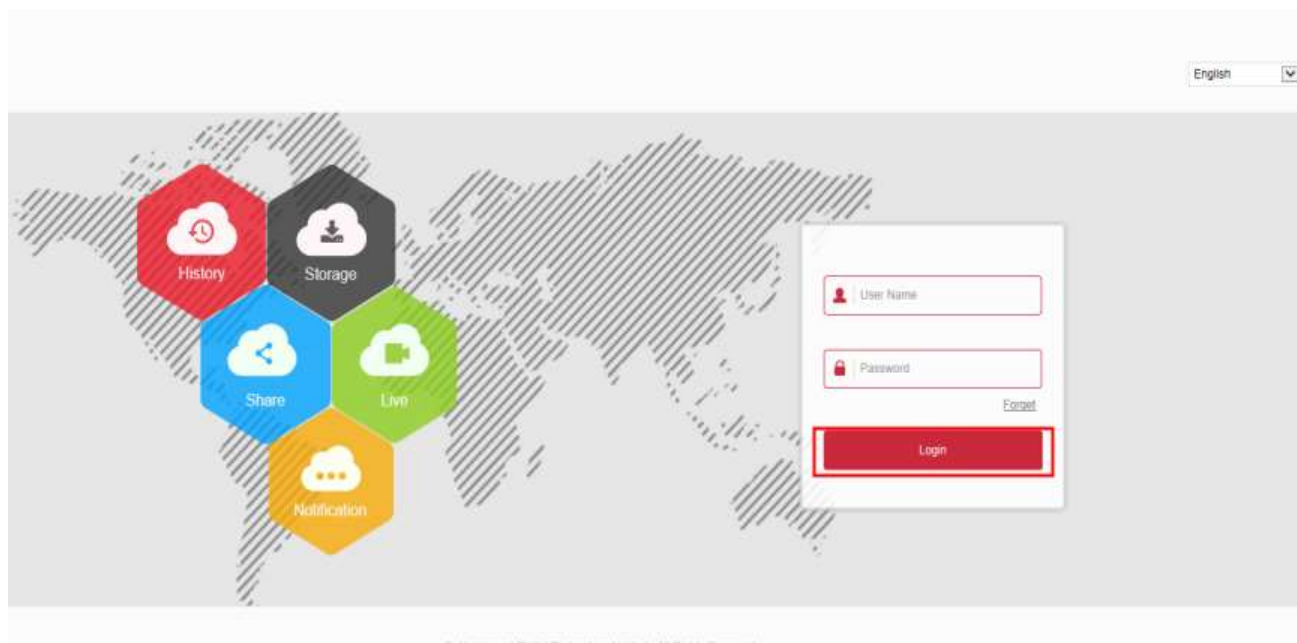 English
History
Storage
Share
Live
Notification
User Name
Password
Forget
Login